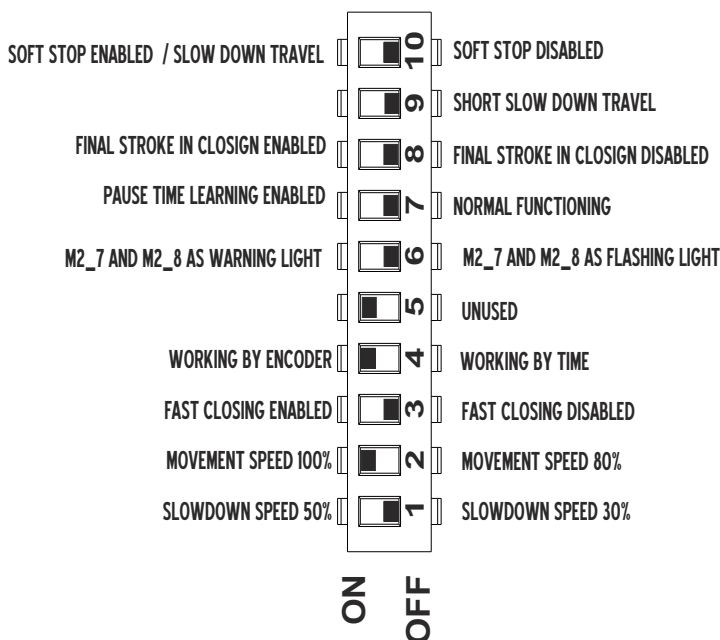 SOFT STOP ENABLED / SLOW DOWN TRAVEL 10 SOFT STOP DISABLED
9 SHORT SLOW DOWN TRAVEL
FINAL STROKE IN CLOSIGN ENABLED 8 FINAL STROKE IN CLOSIGN DISABLED
PAUSE TIME LEARNING ENABLED 7 NORMAL FUNCTIONING
M2_7 AND M2_8 AS WARNING LIGHT 6 M2_7 AND M2_8 AS FLASHING LIGHT
5 UNUSED
WORKING BY ENCODER 4 WORKING BY TIME
FAST CLOSING ENABLED 3 FAST CLOSING DISABLED
MOVEMENT SPEED 100% 2 MOVEMENT SPEED 80%
SLOWDOWN SPEED 50% 1 SLOWDOWN SPEED 30%
ON OFF